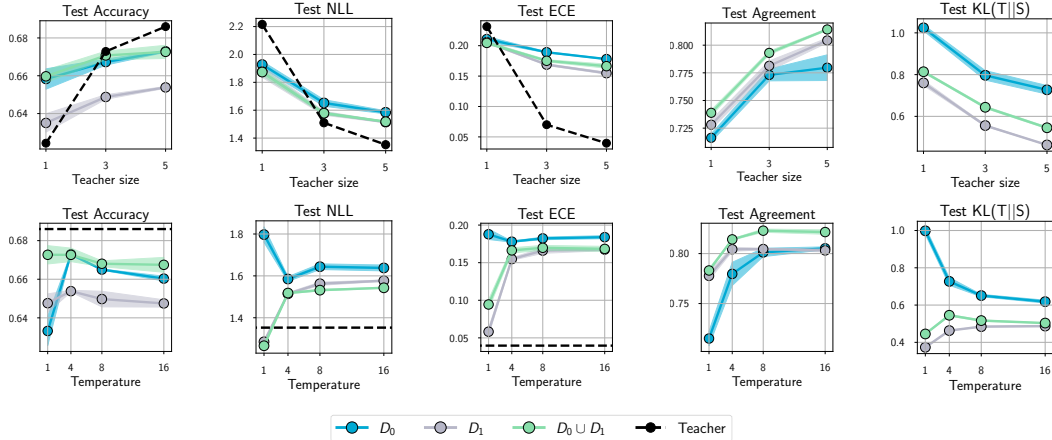 Test Accuracy
0.66
0.64
1
3
5
Teacher size
Test NLL
2.2
2.0
1.8
1.6
1.4
1
3
5
Teacher size
Test ECE
0.20
0.15
0.10
0.05
1
3
5
Teacher size
Test Agreement
0.800
0.775
0.750
0.725
1
3
5
Teacher size
Test KL(T||S)
1.0
0.8
0.6
1
3
5
Teacher size
Test Accuracy
0.68
0.66
0.64
1
4
8
16
Temperature
Test NLL
1.8
1.6
1.4
1
4
8
16
Temperature
Test ECE
0.20
0.15
0.10
0.05
1
4
8
16
Temperature
Test Agreement
0.80
0.75
1
4
8
16
Temperature
Test KL(T||S)
1.0
0.8
0.6
0.4
1
4
8
16
Temperature
D₀
D₁
D₀ ∪ D₁
Teacher